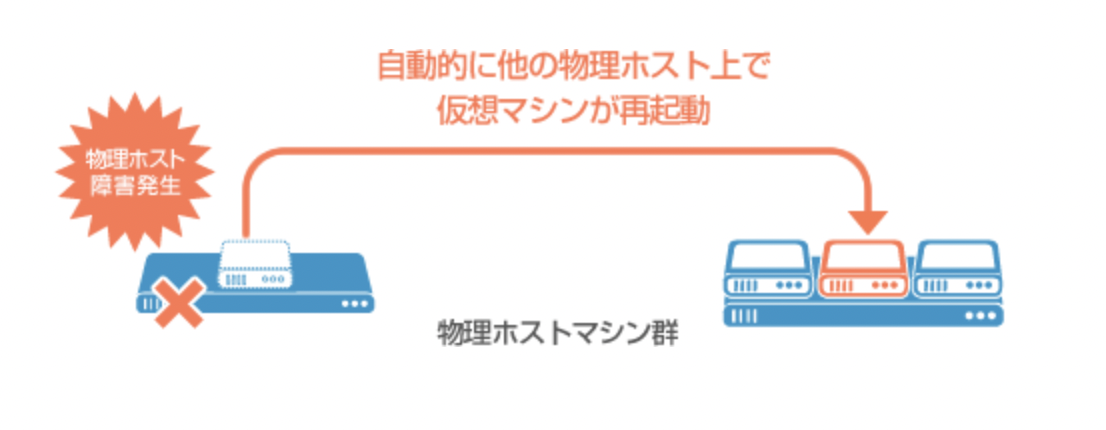 自動的に他の物理ホスト上で
仮想マシンが再起動
物理ホスト
障害発生
物理ホストマシン群